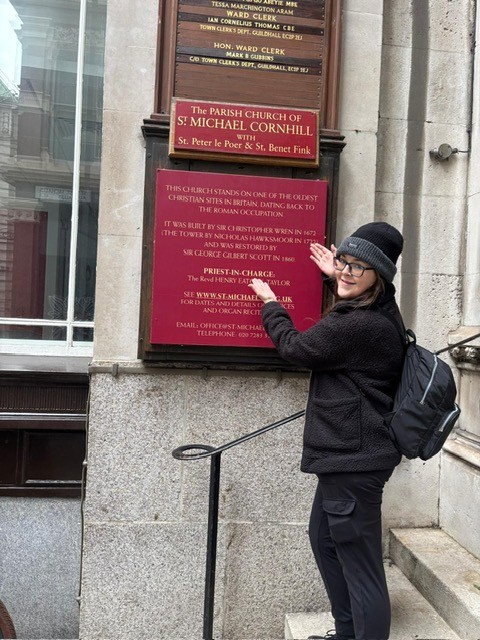 TESSA MARCHINGTON ARAM
WARD CLERK
IAN CORNELIUS THOMAS CBE
TOWN CLERK'S DEPT, GUILDHALL EC2P 2EJ
HON. WARD CLERK
MARK B GUBBINS
C/O TOWN CLERK'S DEPT, GUILDHALL, EC2P 2EJ
The PARISH CHURCH OF
St MICHAEL CORNHILL
WITH
St. Peter le Poer & St. Benet Fink
THIS CHURCH STANDS ON ONE OF THE OLDEST
CHRISTIAN SITES IN BRITAIN, DATING BACK TO
THE ROMAN OCCUPATION
IT WAS BUILT BY SIR CHRISTOPHER WREN IN 1672
(THE TOWER BY NICHOLAS HAWKSMOOR IN
AND WAS RESTORED BY
SIR GEORGE GILBERT SCOTT IN 1860.
PRIEST-IN-CHARGE:
The Revd HENRY TAYLOR
SEE WWW.ST-MICHAEL
FOR DATES AND DETAILS OF
AND ORGAN
EMAIL: OFFICE@ST-MICHAEL
TELEPHONE: 020 7283